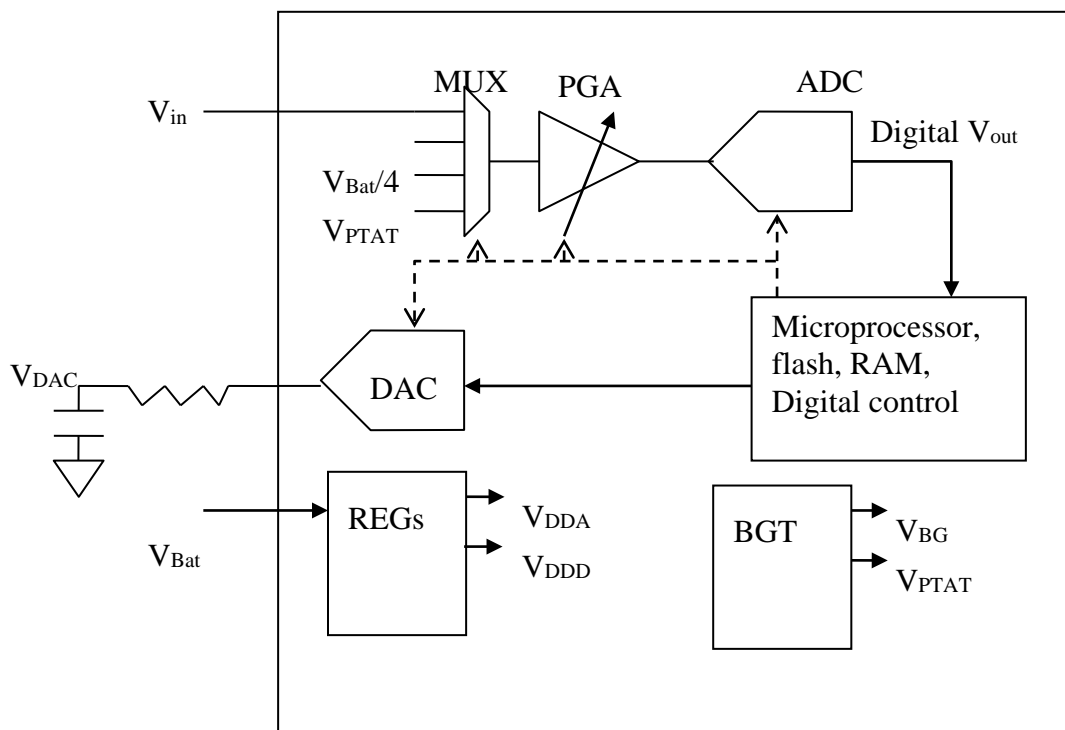 MUX
PGA
ADC
Vin
Digital Vout
VBat/4
VPTAT
Microprocessor,
flash, RAM,
Digital control
VDAC
DAC
REGs
VDDA
VDDD
VBat
BGT
VBG
VPTAT